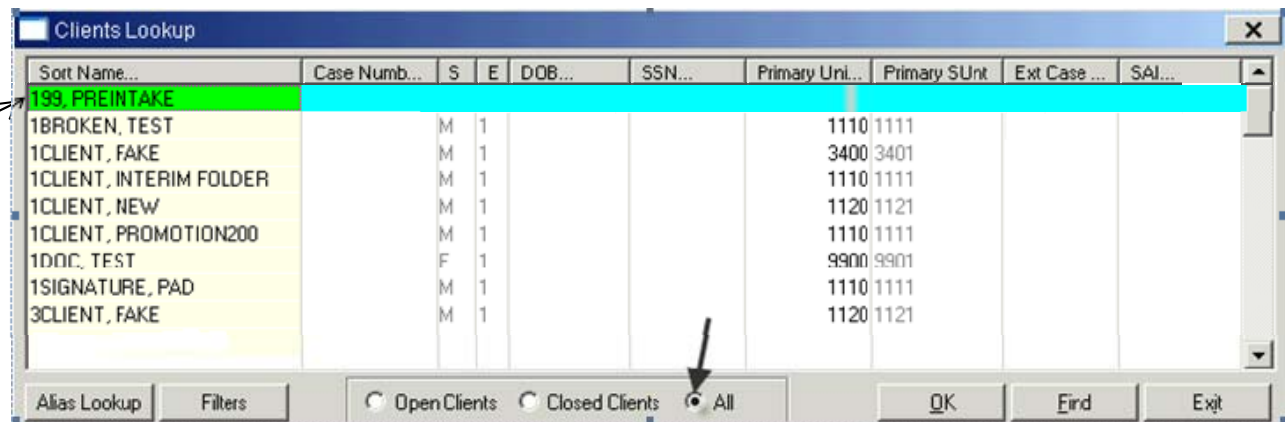 Clients Lookup
Sort Name... Case Numb... S E DOB... SSN... Primary Uni... Primary SUnt Ext Case ... SAI...
199, PREINTAKE
1BROKEN, TEST M 1 1110 1111
1CLIENT, FAKE M 1 3400 3401
1CLIENT, INTERIM FOLDER M 1 1110 1111
1CLIENT, NEW M 1 1120 1121
1CLIENT, PROMOTION200 M 1 1110 1111
1DOC, TEST F 1 9900 9901
1SIGNATURE, PAD M 1 1110 1111
3CLIENT, FAKE M 1 1120 1121
Alias Lookup Filters Open Clients Closed Clients All OK Find Exit